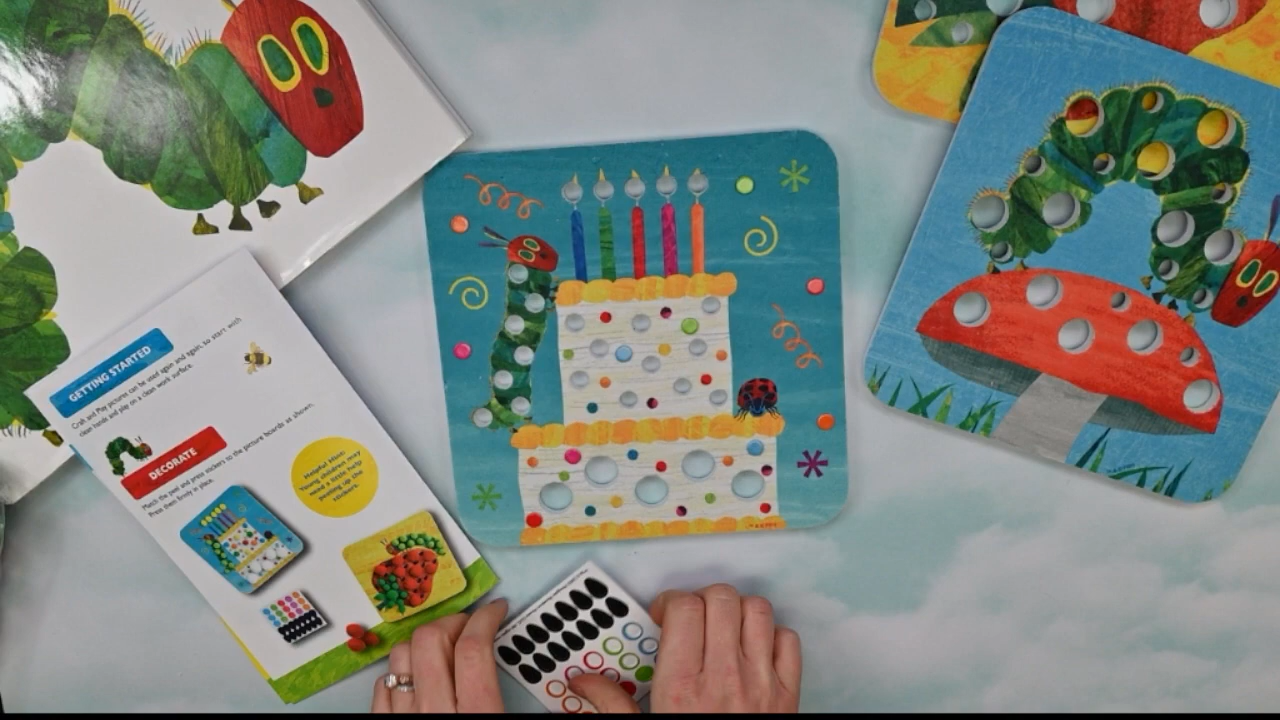 GETTING STARTED
Craft and Play pictures can be used again and again, so start with
clean hands and play on a clean work surface.
DECORATE
Match the peel and press stickers to the picture boards as shown.
Press them firmly in place.
Helpful Hint:
Young children may
need a little help
peeling up the
stickers.